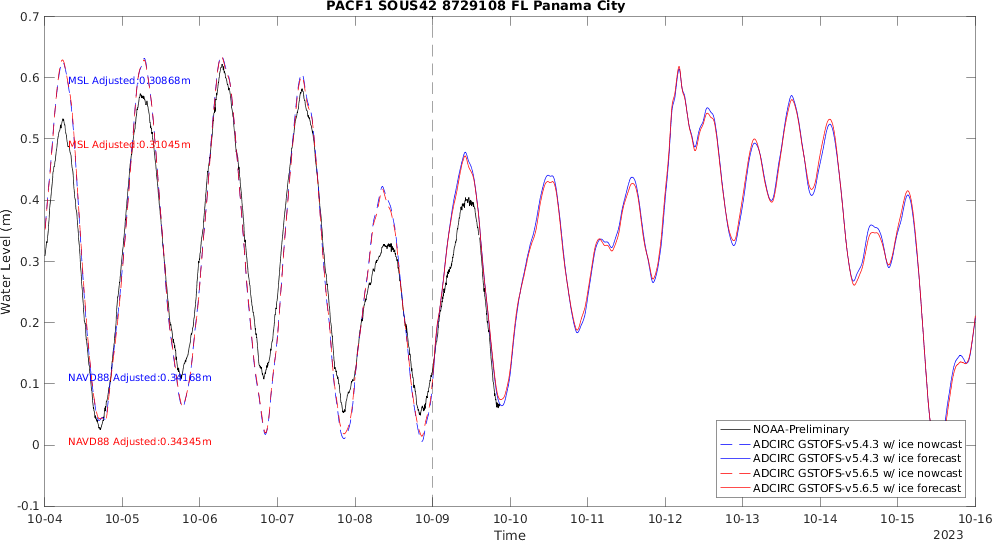 PACF1 SOUS42 8729108 FL Panama City
0.7
0.6
0.5
0.4
0.3
0.2
0.1
0
-0.1
Water Level (m)
MSL Adjusted:0.30868m
MSL Adjusted:0.31045m
NAVD88 Adjusted:0.34168m
NAVD88 Adjusted:0.34345m
NOAA-Preliminary
ADCIRC GSTOFS-v5.4.3 w/ ice nowcast
ADCIRC GSTOFS-v5.4.3 w/ ice forecast
ADCIRC GSTOFS-v5.6.5 w/ ice nowcast
ADCIRC GSTOFS-v5.6.5 w/ ice forecast
10-04 10-05 10-06 10-07 10-08 10-09 10-10 10-11 10-12 10-13 10-14 10-15 10-16
Time
2023